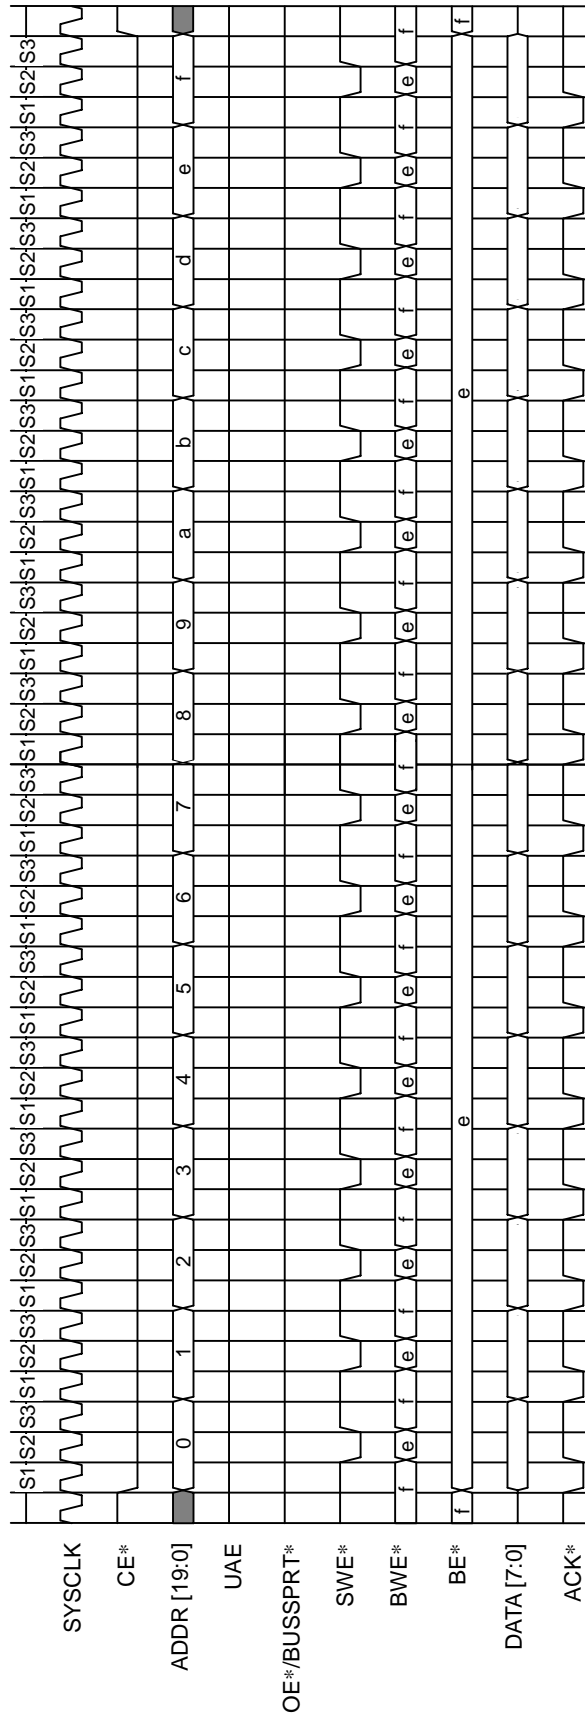 S1 S2 S3 S1 S2 S3 S1 S2 S3 S1 S2 S3 S1 S2 S3 S1 S2 S3 S1 S2 S3 S1 S2 S3 S1 S2 S3 S1 S2 S3 S1 S2 S3 S1 S2 S3 S1 S2 S3 S1 S2 S3 S1 S2 S3 S1 S2 S3
SYSCLK
CE*
ADDR [19:0] 0 1 2 3 4 5 6 7 8 9 a b c d e f
UAE
OE*/BUSSPRT*
SWE*
BWE* f e f e f e f e f e f e f e f e f e f e f e f e f e f e f e f e f
BE* f e e f
DATA [7:0]
ACK*